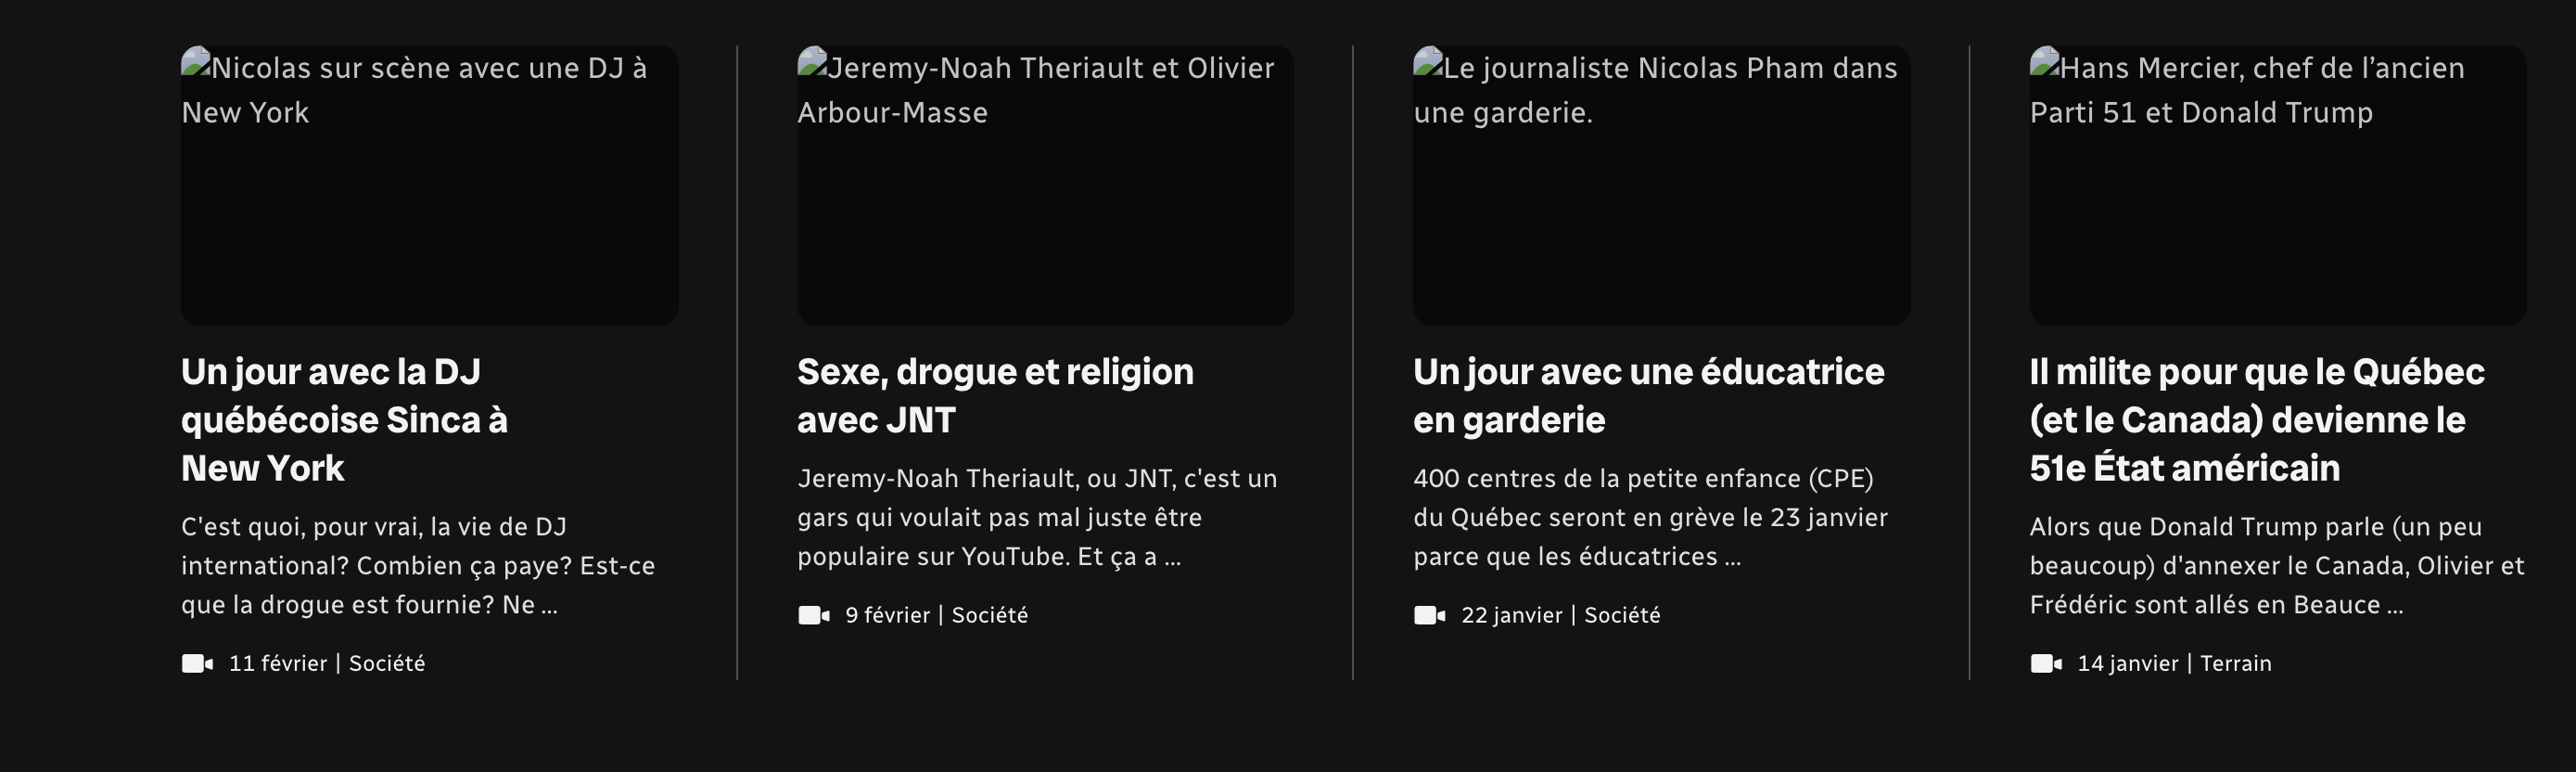 Nicolas sur scène avec une DJ à
New York
Un jour avec la DJ
québécoise Sinca à
New York
C'est quoi, pour vrai, la vie de DJ
international? Combien ça paye? Est-ce
que la drogue est fournie? Ne ...
11 février | Société
Jeremy-Noah Theriault et Olivier
Arbour-Masse
Sexe, drogue et religion
avec JNT
Jeremy-Noah Theriault, ou JNT, c'est un
gars qui voulait pas mal juste être
populaire sur YouTube. Et ça a ...
9 février | Société
Le journaliste Nicolas Pham dans
une garderie.
Un jour avec une éducatrice
en garderie
400 centres de la petite enfance (CPE)
du Québec seront en grève le 23 janvier
parce que les éducatrices ...
22 janvier | Société
Hans Mercier, chef de l’ancien
Parti 51 et Donald Trump
Il milite pour que le Québec
(et le Canada) devienne le
51e État américain
Alors que Donald Trump parle (un peu
beaucoup) d'annexer le Canada, Olivier et
Frédéric sont allés en Beauce ...
14 janvier | Terrain